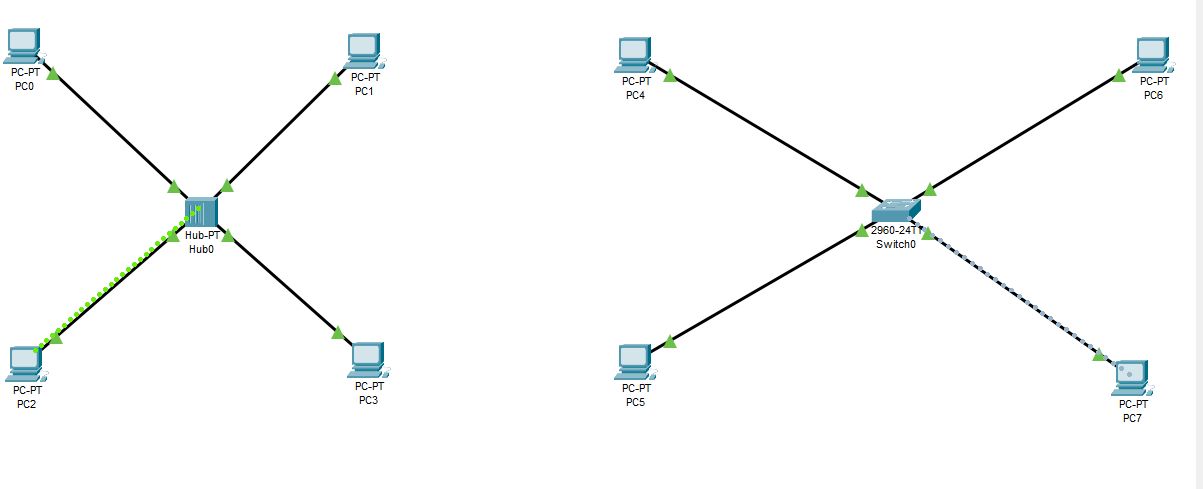 PC-PT
PC0
PC-PT
PC1
Hub-PT
Hub0
PC-PT
PC2
PC-PT
PC3
PC-PT
PC4
PC-PT
PC6
2960-24TT
Switch0
PC-PT
PC5
PC-PT
PC7